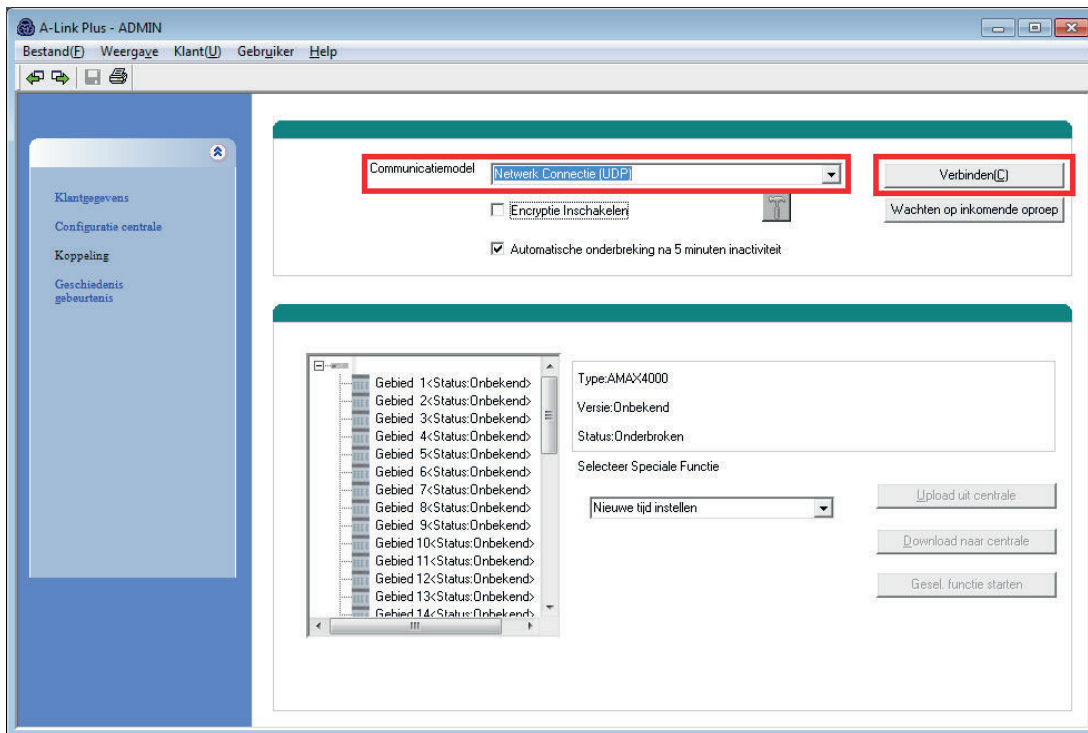 A-Link Plus - ADMIN
Bestand(F) Weergave Klant(U) Gebruiker Help
Klantgegevens
Configuratie centrale
Koppeling
Geschiedenis
gebeurtenis
Communicatiemodel
Netwerk Connectie (UDP)
Verbinden(C)
Encryptie Inschakelen
Wachten op inkomende oproep
Automatische onderbreking na 5 minuten inactiviteit
Gebied 1<Status:Onbekend>
Gebied 2<Status:Onbekend>
Gebied 3<Status:Onbekend>
Gebied 4<Status:Onbekend>
Gebied 5<Status:Onbekend>
Gebied 6<Status:Onbekend>
Gebied 7<Status:Onbekend>
Gebied 8<Status:Onbekend>
Gebied 9<Status:Onbekend>
Gebied 10<Status:Onbekend>
Gebied 11<Status:Onbekend>
Gebied 12<Status:Onbekend>
Gebied 13<Status:Onbekend>
Gebied 14<Status:Onbekend>
Type:AMAX4000
Versie:Onbekend
Status:Onderbroken
Selecteer Speciale Functie
Nieuwe tijd instellen
Upload uit centrale
Download naar centrale
Gesel. functie starten